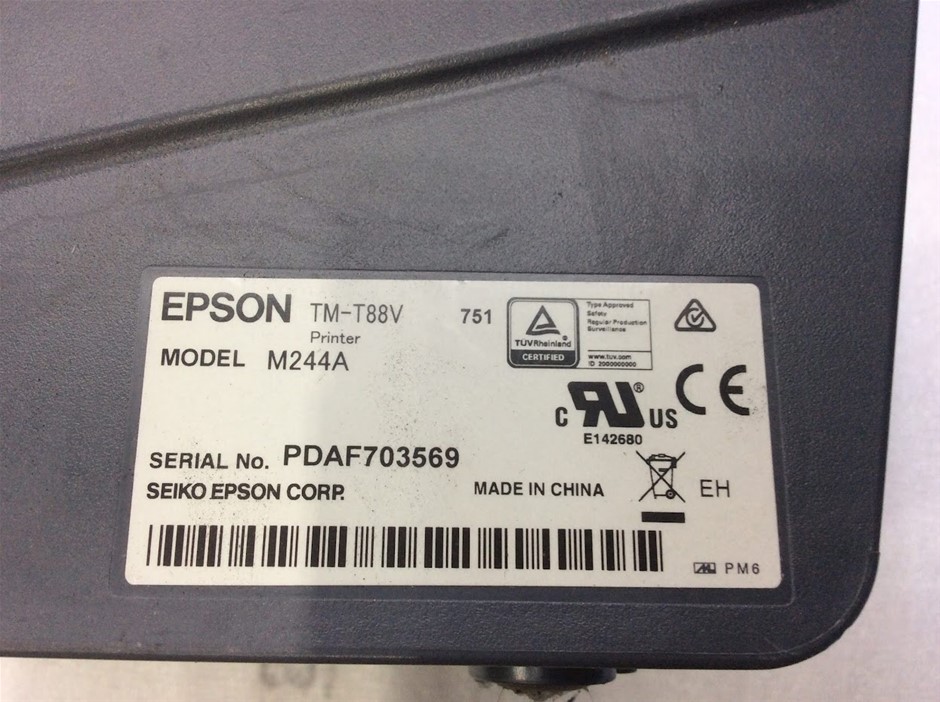 EPSON TM-T88V 751
Printer
MODEL M244A
TÜVRheinland
CERTIFIED
Type Approved
Safety
Regular Production
Surveillance
www.tuv.com
ID 2000000000
C RU ® US
CE
E142680
SERIAL No. PDAF703569
SEIKO EPSON CORP. MADE IN CHINA EH
PM6